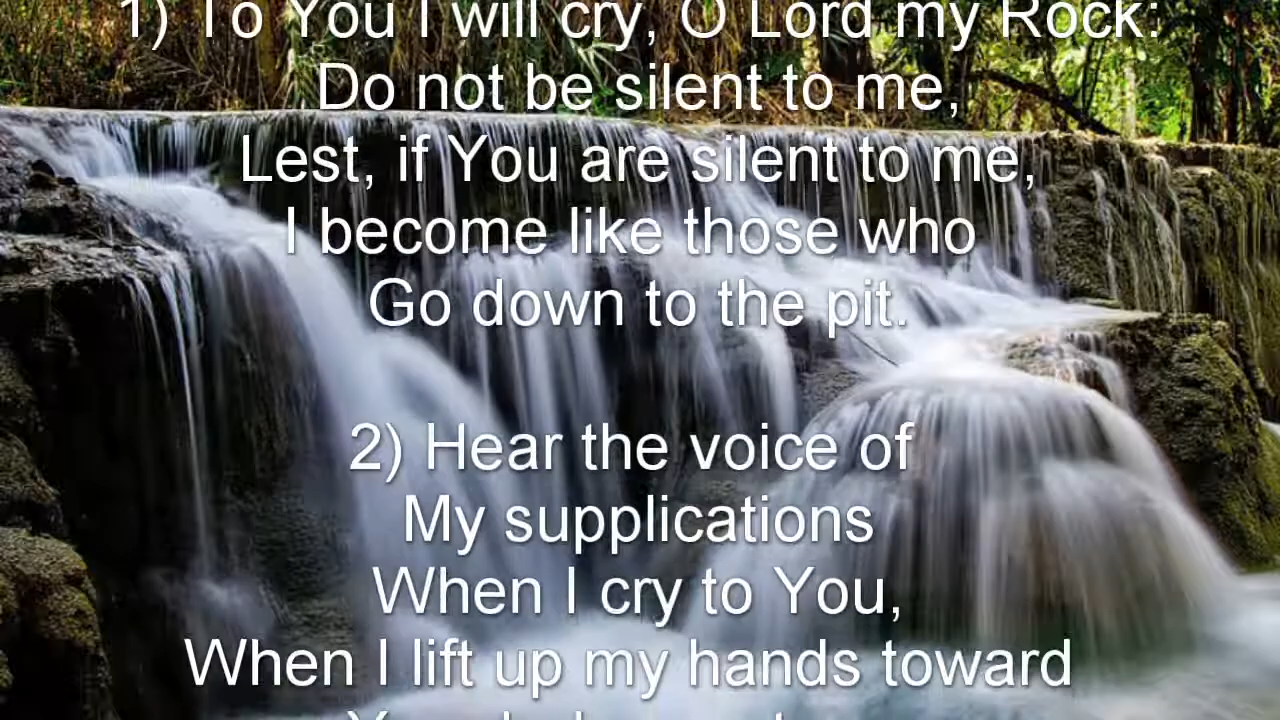 1) To You I will cry, O Lord my Rock:
Do not be silent to me,
Lest, if You are silent to me,
I become like those who
Go down to the pit.
2) Hear the voice of
My supplications
When I cry to You,
When I lift up my hands toward